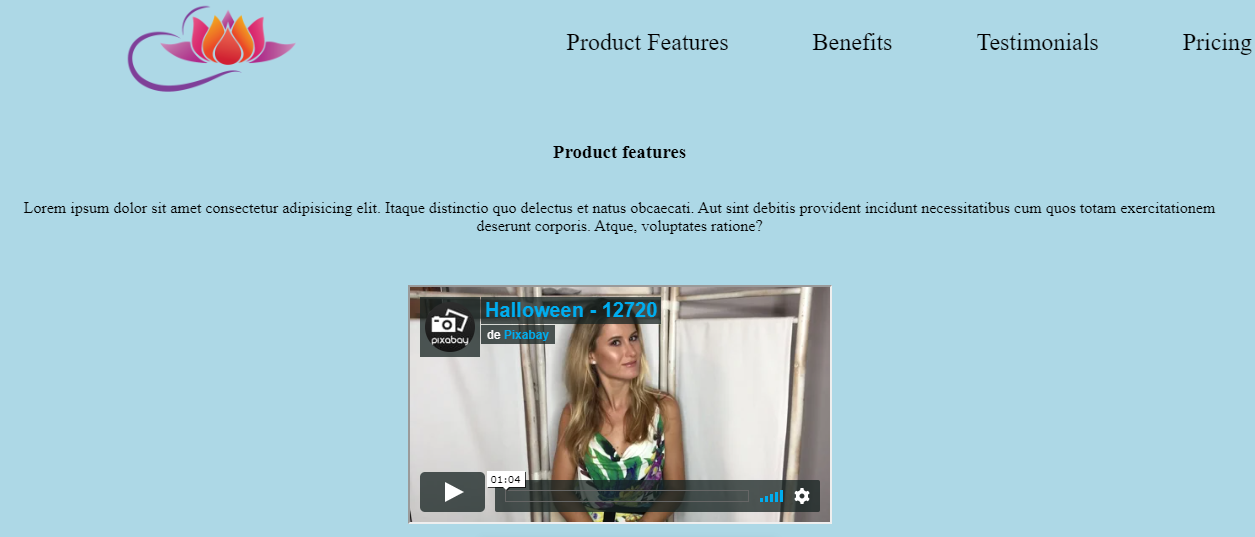 Product Features Benefits Testimonials Pricing
Product features
Lorem ipsum dolor sit amet consectetur adipisicing elit. Itaque distinctio quo delectus et natus obcaecati. Aut sint debitis provident incidunt necessitatibus cum quos totam exercitationem
deserunt corporis. Atque, voluptates ratione?
Halloween - 12720
de Pixabay
pixabay
01:04